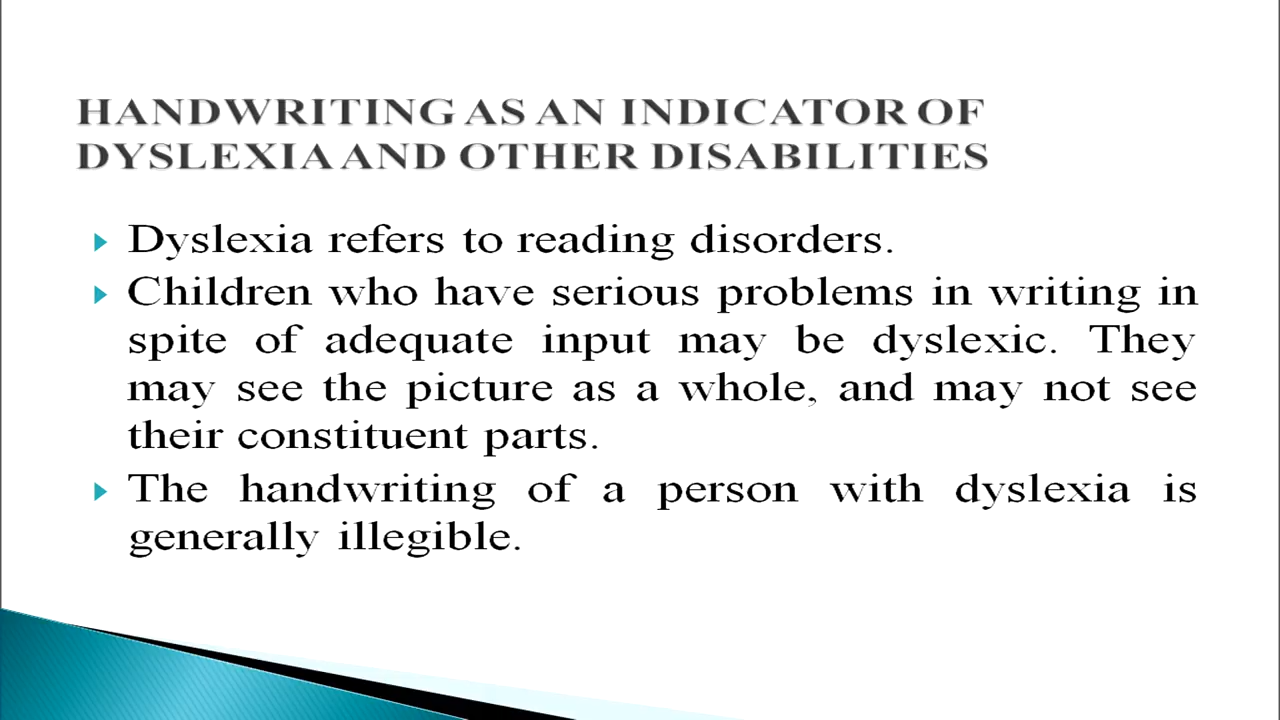 HANDWRITING AS AN INDICATOR OF
DYSLEXIA AND OTHER DISABILITIES
Dyslexia refers to reading disorders.
Children who have serious problems in writing in
spite of adequate input may be dyslexic. They
may see the picture as a whole, and may not see
their constituent parts.
The handwriting of a person with dyslexia is
generally illegible.